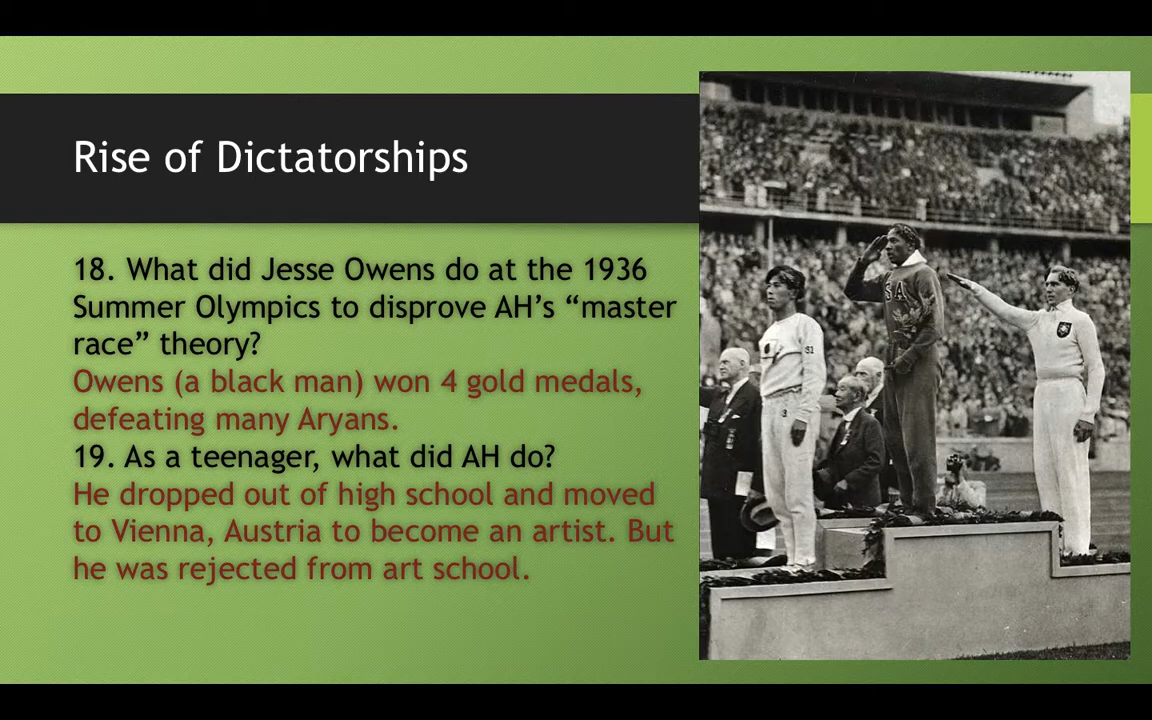 Rise of Dictatorships
18. What did Jesse Owens do at the 1936
Summer Olympics to disprove AH’s “master
race” theory?
Owens (a black man) won 4 gold medals,
defeating many Aryans.
19. As a teenager, what did AH do?
He dropped out of high school and moved
to Vienna, Austria to become an artist. But
he was rejected from art school.